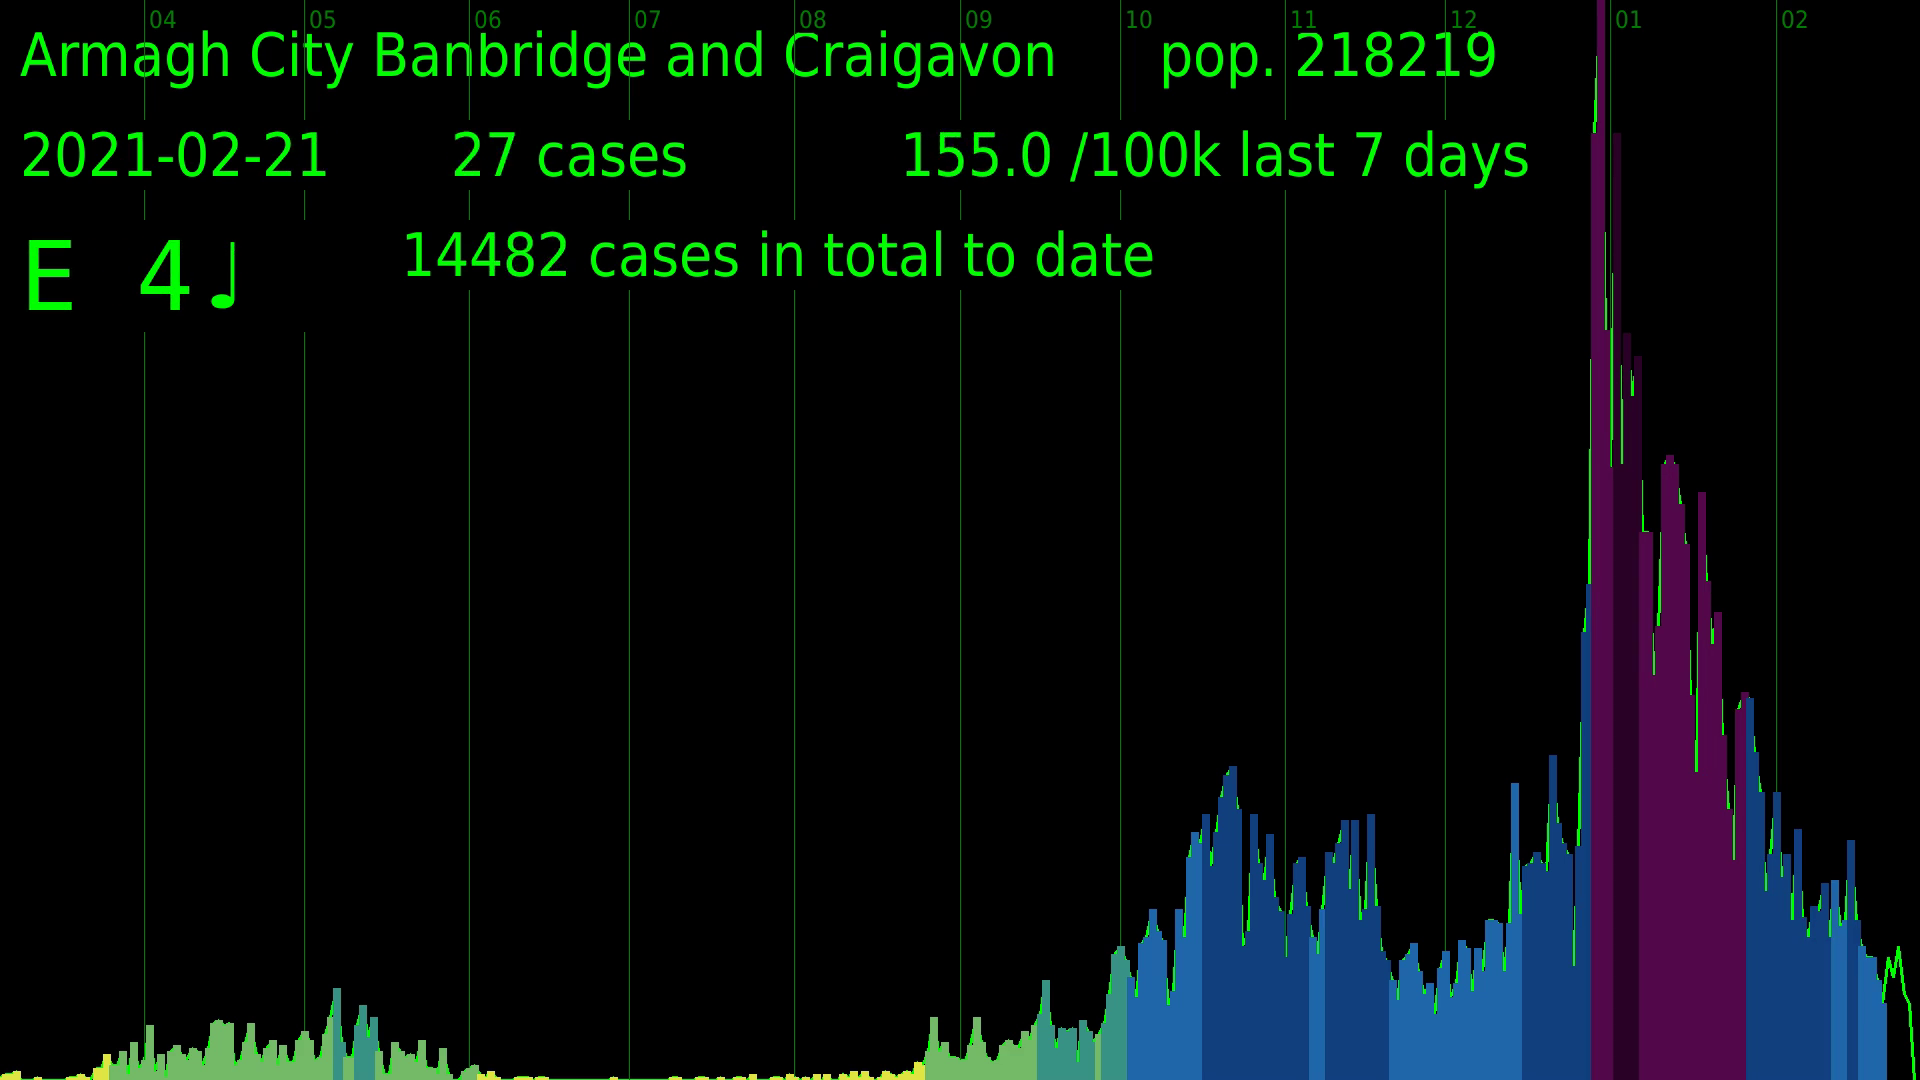 04 05 06 07 08 09 10 11 12 01 02
Armagh City Banbridge and Craigavon pop. 218219
2021-02-21 27 cases 155.0 /100k last 7 days
E 4♩ 14482 cases in total to date